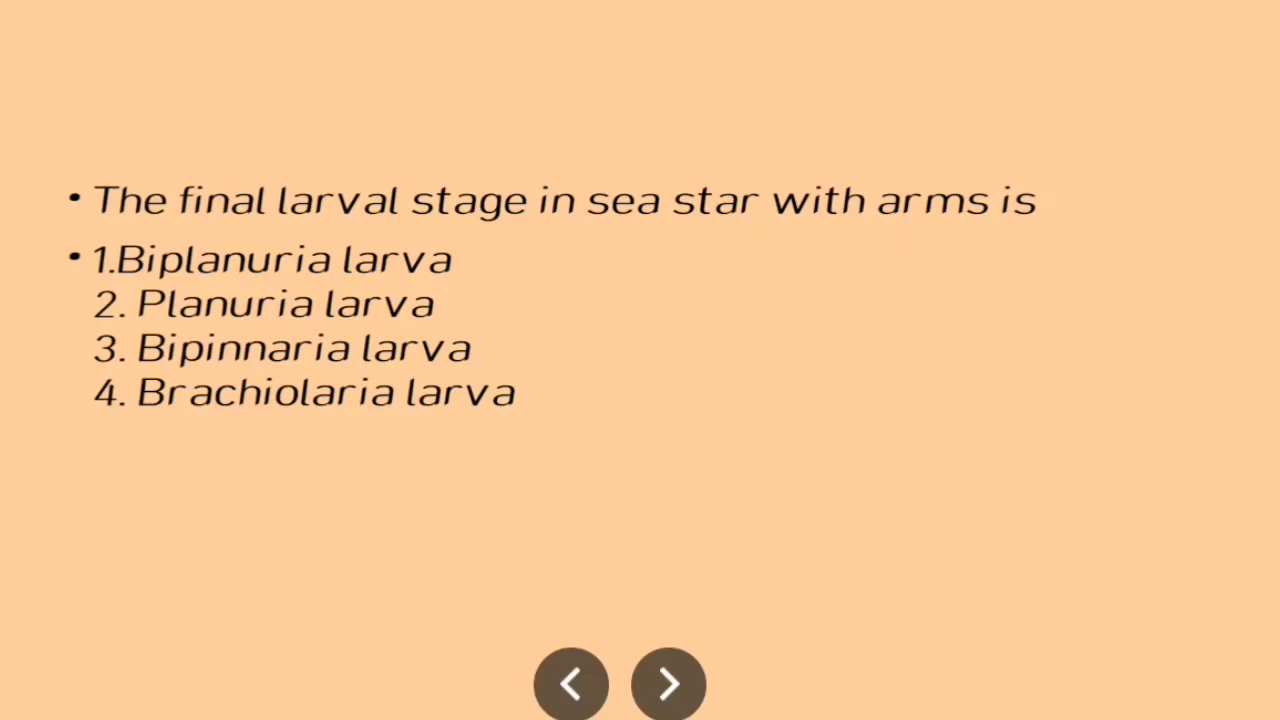 • The final larval stage in sea star with arms is
• 1.Biplanuria larva
2. Planuria larva
3. Bipinnaria larva
4. Brachiolaria larva